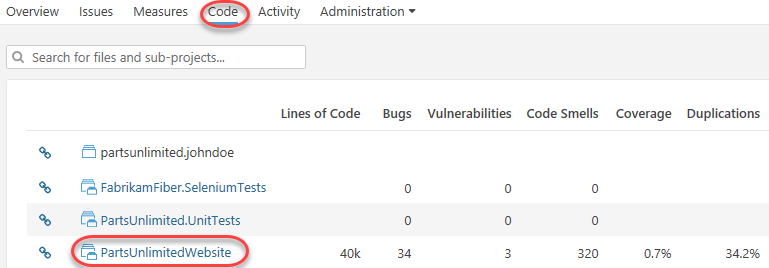 Overview Issues Measures Code Activity Administration
Search for files and sub-projects...
Lines of Code Bugs Vulnerabilities Code Smells Coverage Duplications
partsunlimited.johndoe
FabrikamFiber.SeleniumTests 0 0 0
PartsUnlimited.UnitTests 0 0 0
PartsUnlimitedWebsite 40k 34 3 320 0.7% 34.2%